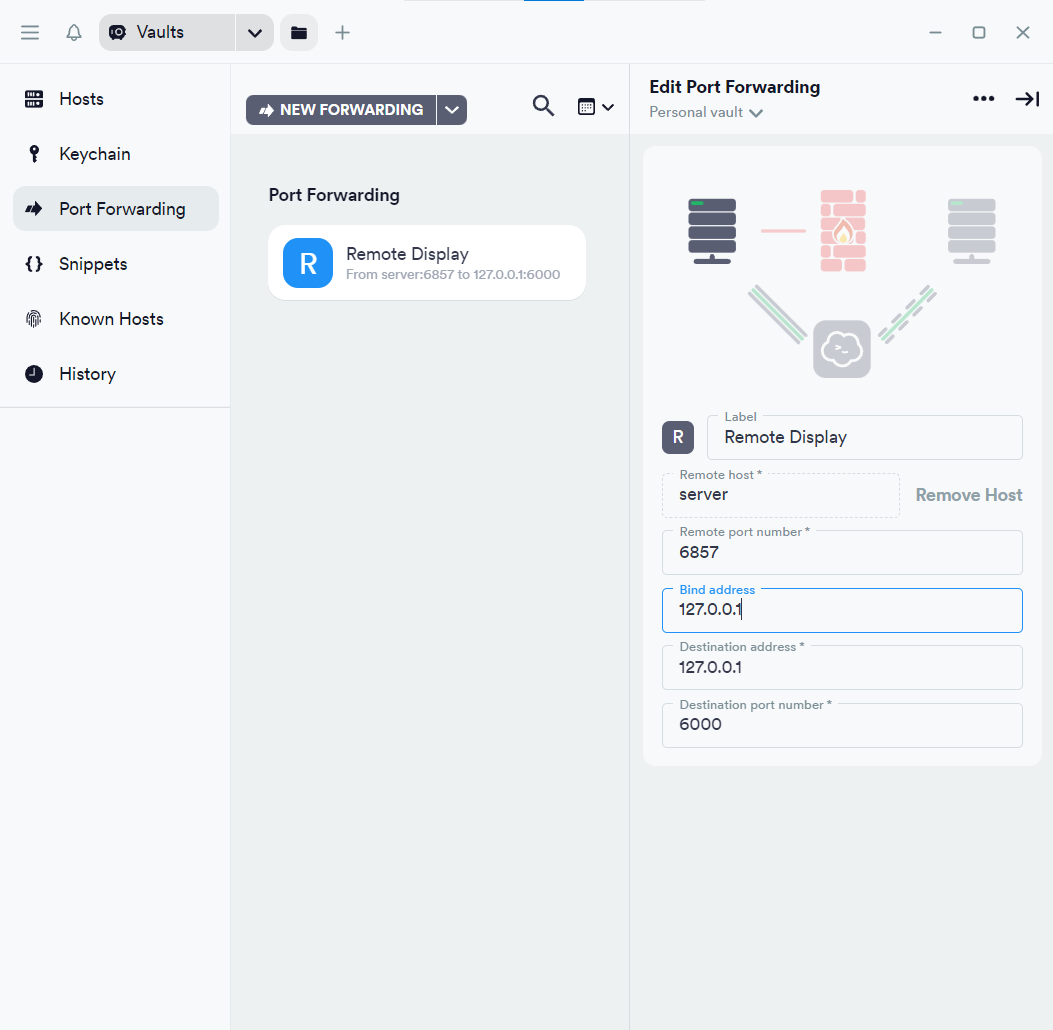 Vaults
Hosts
Keychain
Port Forwarding
Snippets
Known Hosts
History
NEW FORWARDING
Port Forwarding
R
Remote Display
From server:6857 to 127.0.0.1:6000
Edit Port Forwarding
Personal vault
R
Label
Remote Display
Remote host *
server
Remove Host
Remote port number *
6857
Bind address
127.0.0.1
Destination address *
127.0.0.1
Destination port number *
6000